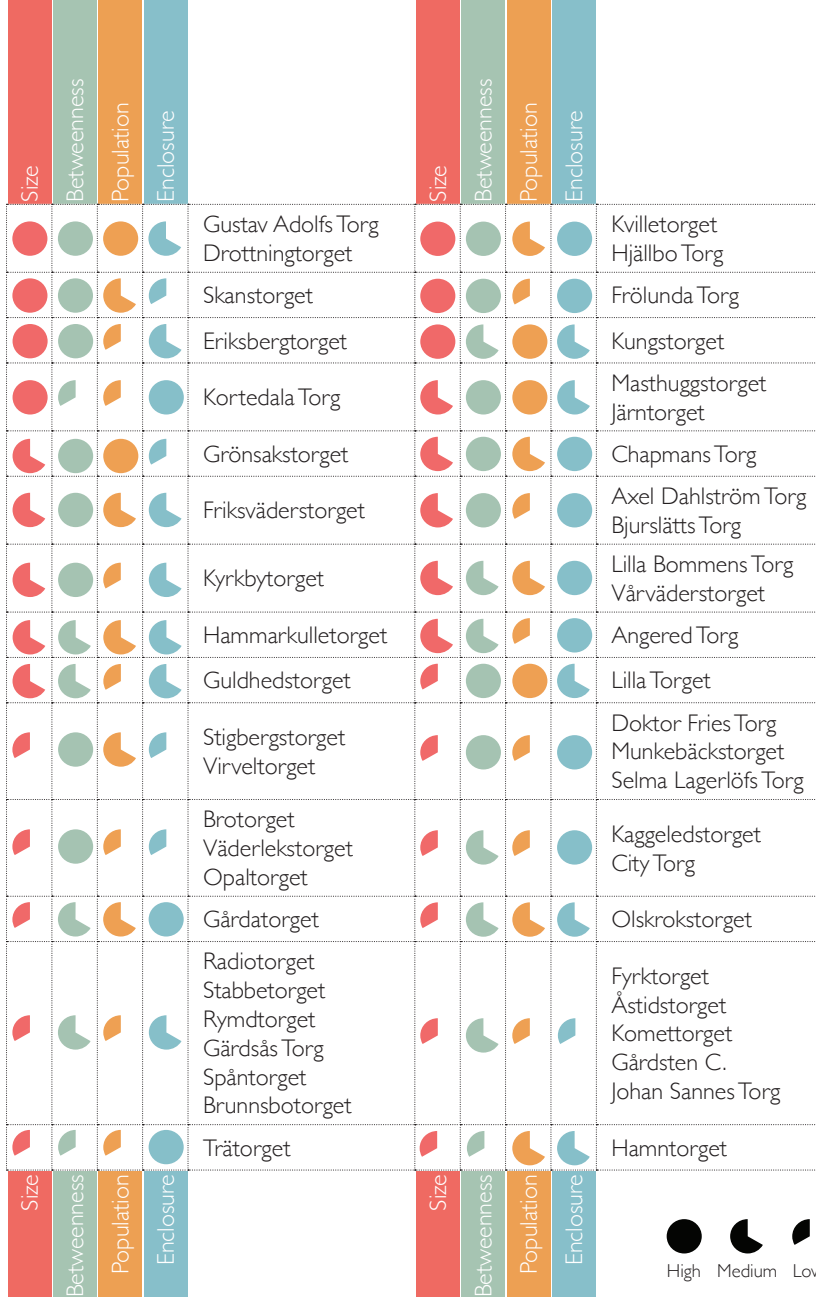 Size
Betweenness
Population
Enclosure
Gustav Adolfs Torg
Drottningtorget
Skanstorget
Eriksbergtorget
Kortedala Torg
Grönsakstorget
Friksväderstorget
Kyrkbytorget
Hammarkulletorget
Guldhedstorget
Stigbergstorget
Virveltorget
Brotorget
Väderlekstorget
Opaltorget
Gårdatorget
Radiotorget
Stabbetorget
Rymdtorget
Gärdsås Torg
Spåntorget
Brunnsbotorget
Trätorget
Size
Betweenness
Population
Enclosure
Size
Betweenness
Population
Enclosure
Kvilletorget
Hjällbo Torg
Frölunda Torg
Kungstorget
Masthuggstorget
Järntorget
Chapmans Torg
Axel Dahlström Torg
Bjurslätts Torg
Lilla Bommens Torg
Vårväderstorget
Angered Torg
Lilla Torget
Doktor Fries Torg
Munkebäckstorget
Selma Lagerlöfs Torg
Kaggeledstorget
City Torg
Olskrokstorget
Fyrktorget
Åstidstorget
Komettorget
Gårdsten C.
Johan Sannes Torg
Hamntorget
Size
Betweenness
Population
Enclosure
High Medium Lov